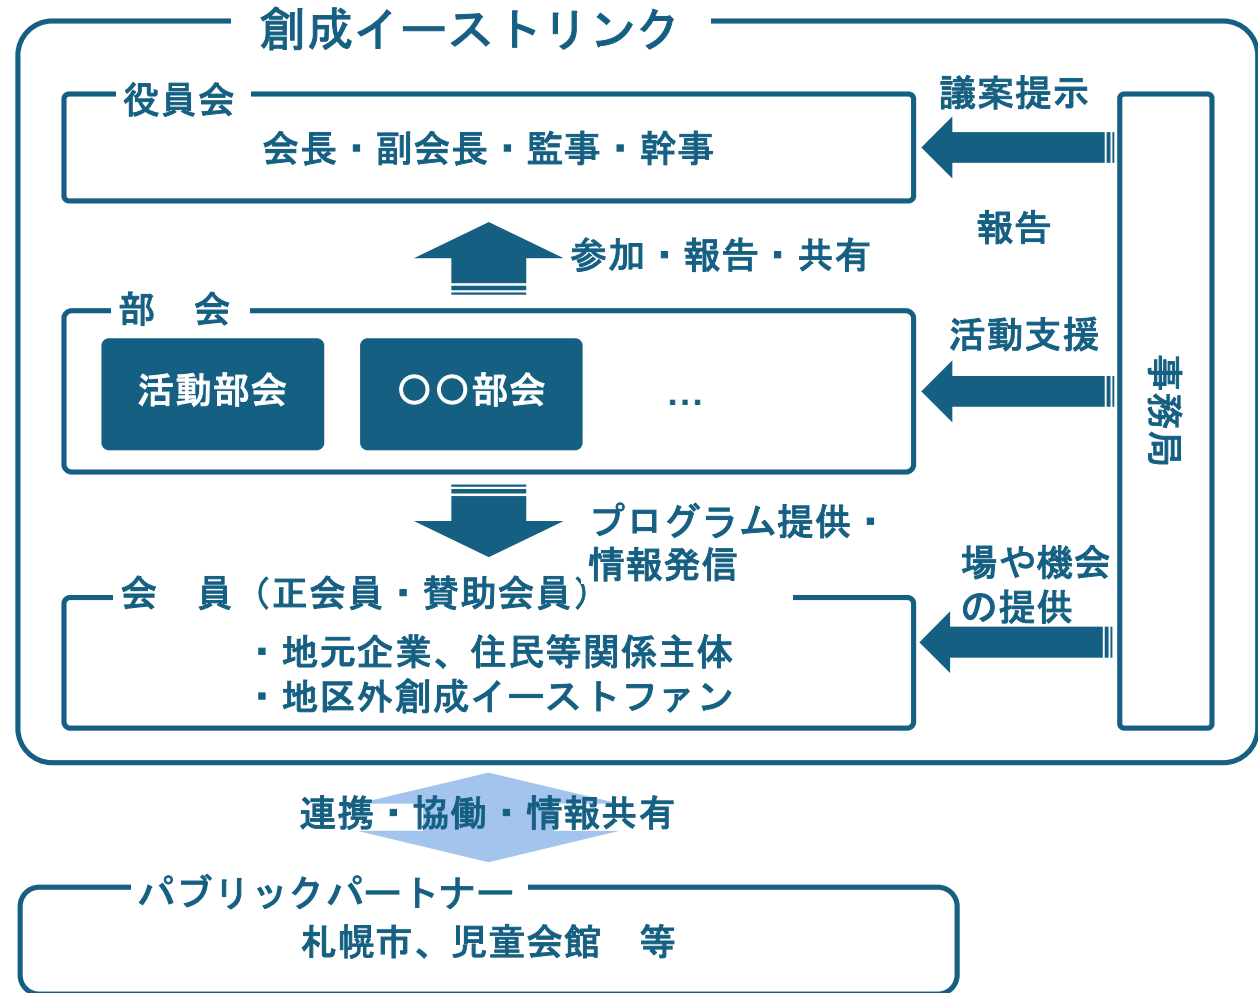 創成イーストリンク
役員会
会長・副会長・監事・幹事
議案提示
報告
参加・報告・共有
部　会
活動部会
〇〇部会
…
活動支援
事務局
プログラム提供・
情報発信
会　員（正会員・賛助会員）
・地元企業、住民等関係主体
・地区外創成イーストファン
場や機会
の提供
連携・協働・情報共有
パブリックパートナー
札幌市、児童会館　等